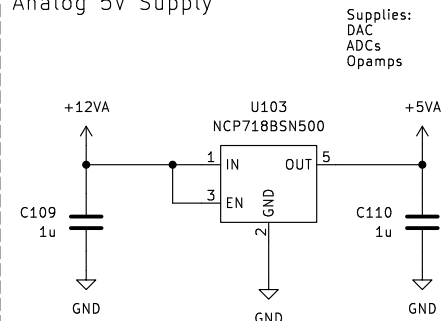 Analog 5V Supply
Supplies:
DAC
ADCs
Opamps
+12VA
U103
NCP718BSN500
+5VA
1
IN
OUT
5
3
EN
GND
2
C109
1u
C110
1u
GND
GND
GND